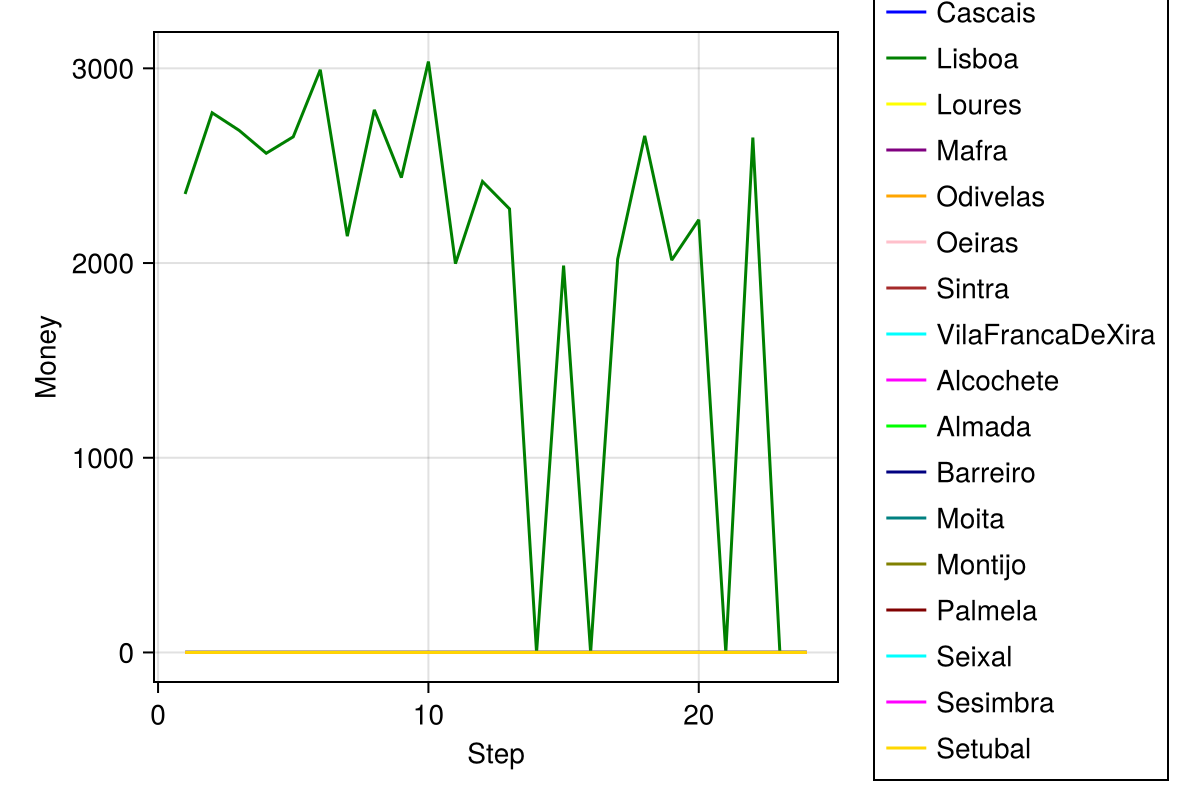 3000
2000
1000
0
Money
0 10 20
Step
Cascais
Lisboa
Loures
Mafra
Odivelas
Oeiras
Sintra
VilaFrancaDeXira
Alcochete
Almada
Barreiro
Moita
Montijo
Palmela
Seixal
Sesimbra
Setubal